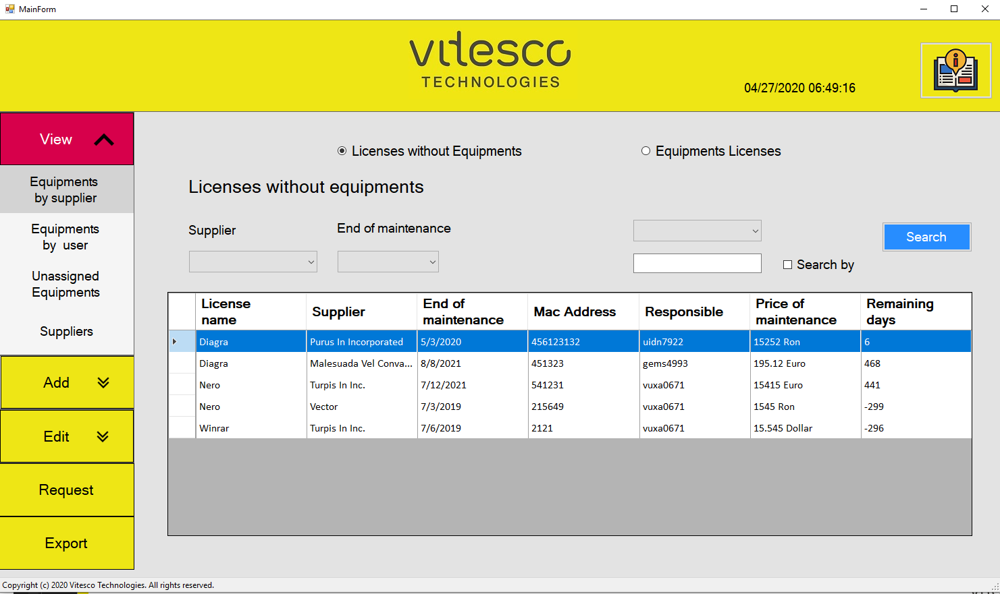 MainForm
vitesco
TECHNOLOGIES
04/27/2020 06:49:16
View
Equipments
by supplier
Equipments
by user
Unassigned
Equipments
Suppliers
Add
Edit
Request
Export
Licenses without Equipments
Equipments Licenses
Licenses without equipments
Supplier
End of maintenance
Search
Search by
License name Supplier End of maintenance Mac Address Responsible Price of maintenance Remaining days
Diagra Purus In Incorporated 5/3/2020 456123132 uidn7922 15252 Ron 6
Diagra Malesuada Vel Conva... 8/8/2021 451323 gems4993 195.12 Euro 468
Nero Turpis In Inc. 7/12/2021 541231 vuxa0671 15415 Euro 441
Nero Vector 7/3/2019 215649 vuxa0671 1545 Ron -299
Winrar Turpis In Inc. 7/6/2019 2121 vuxa0671 15.545 Dollar -296
Copyright (c) 2020 Vitesco Technologies. All rights reserved.